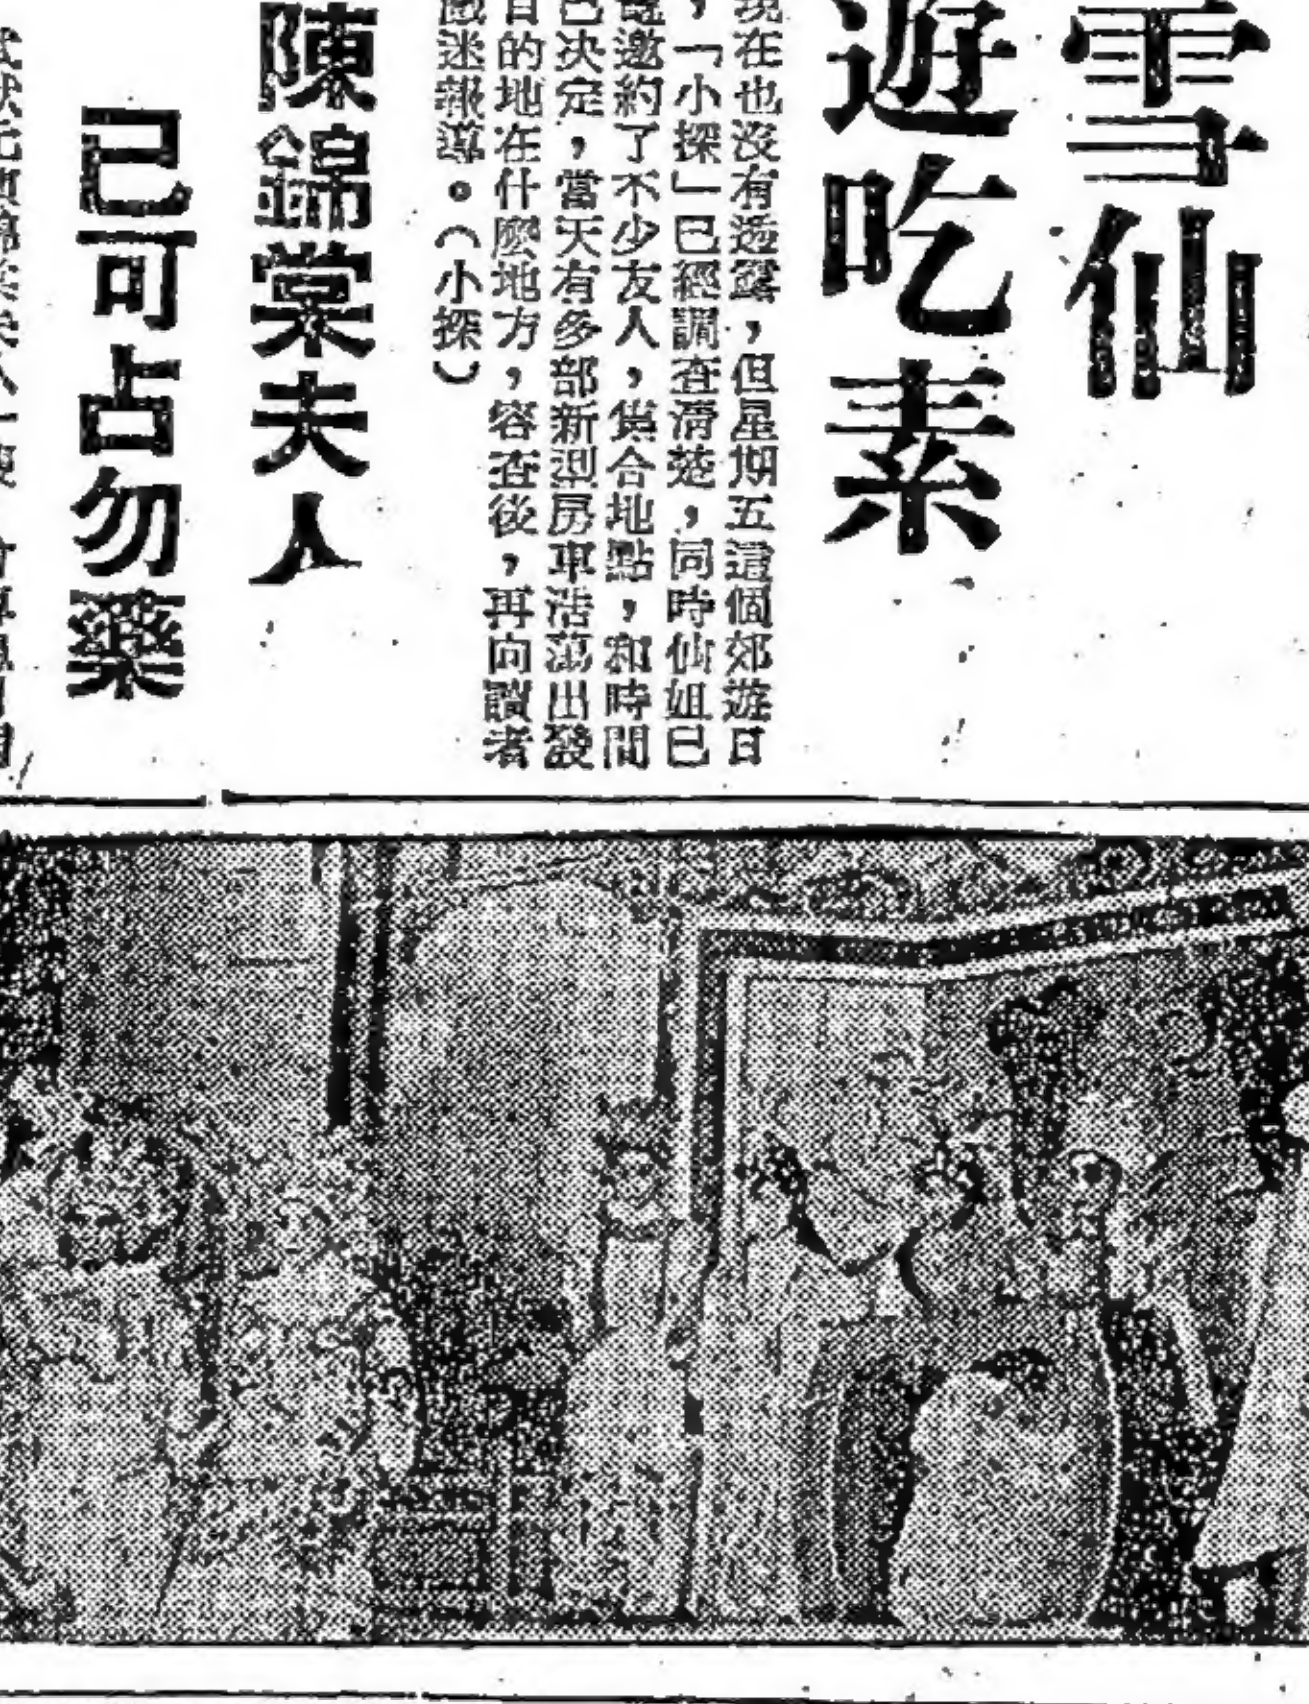 雪仙
遊吃素
現在也沒有透露，但星期五這個郊遊日
，「小探」已經調查清楚，同時仙姐已
邀約了不少友人，集合地點，和時間
已決定，當天有多部新型房車浩蕩出發
目的地在什麼地方，容查後，再向讀者
戲迷報導。（小探）
陳錦棠夫人
已可占勿藥